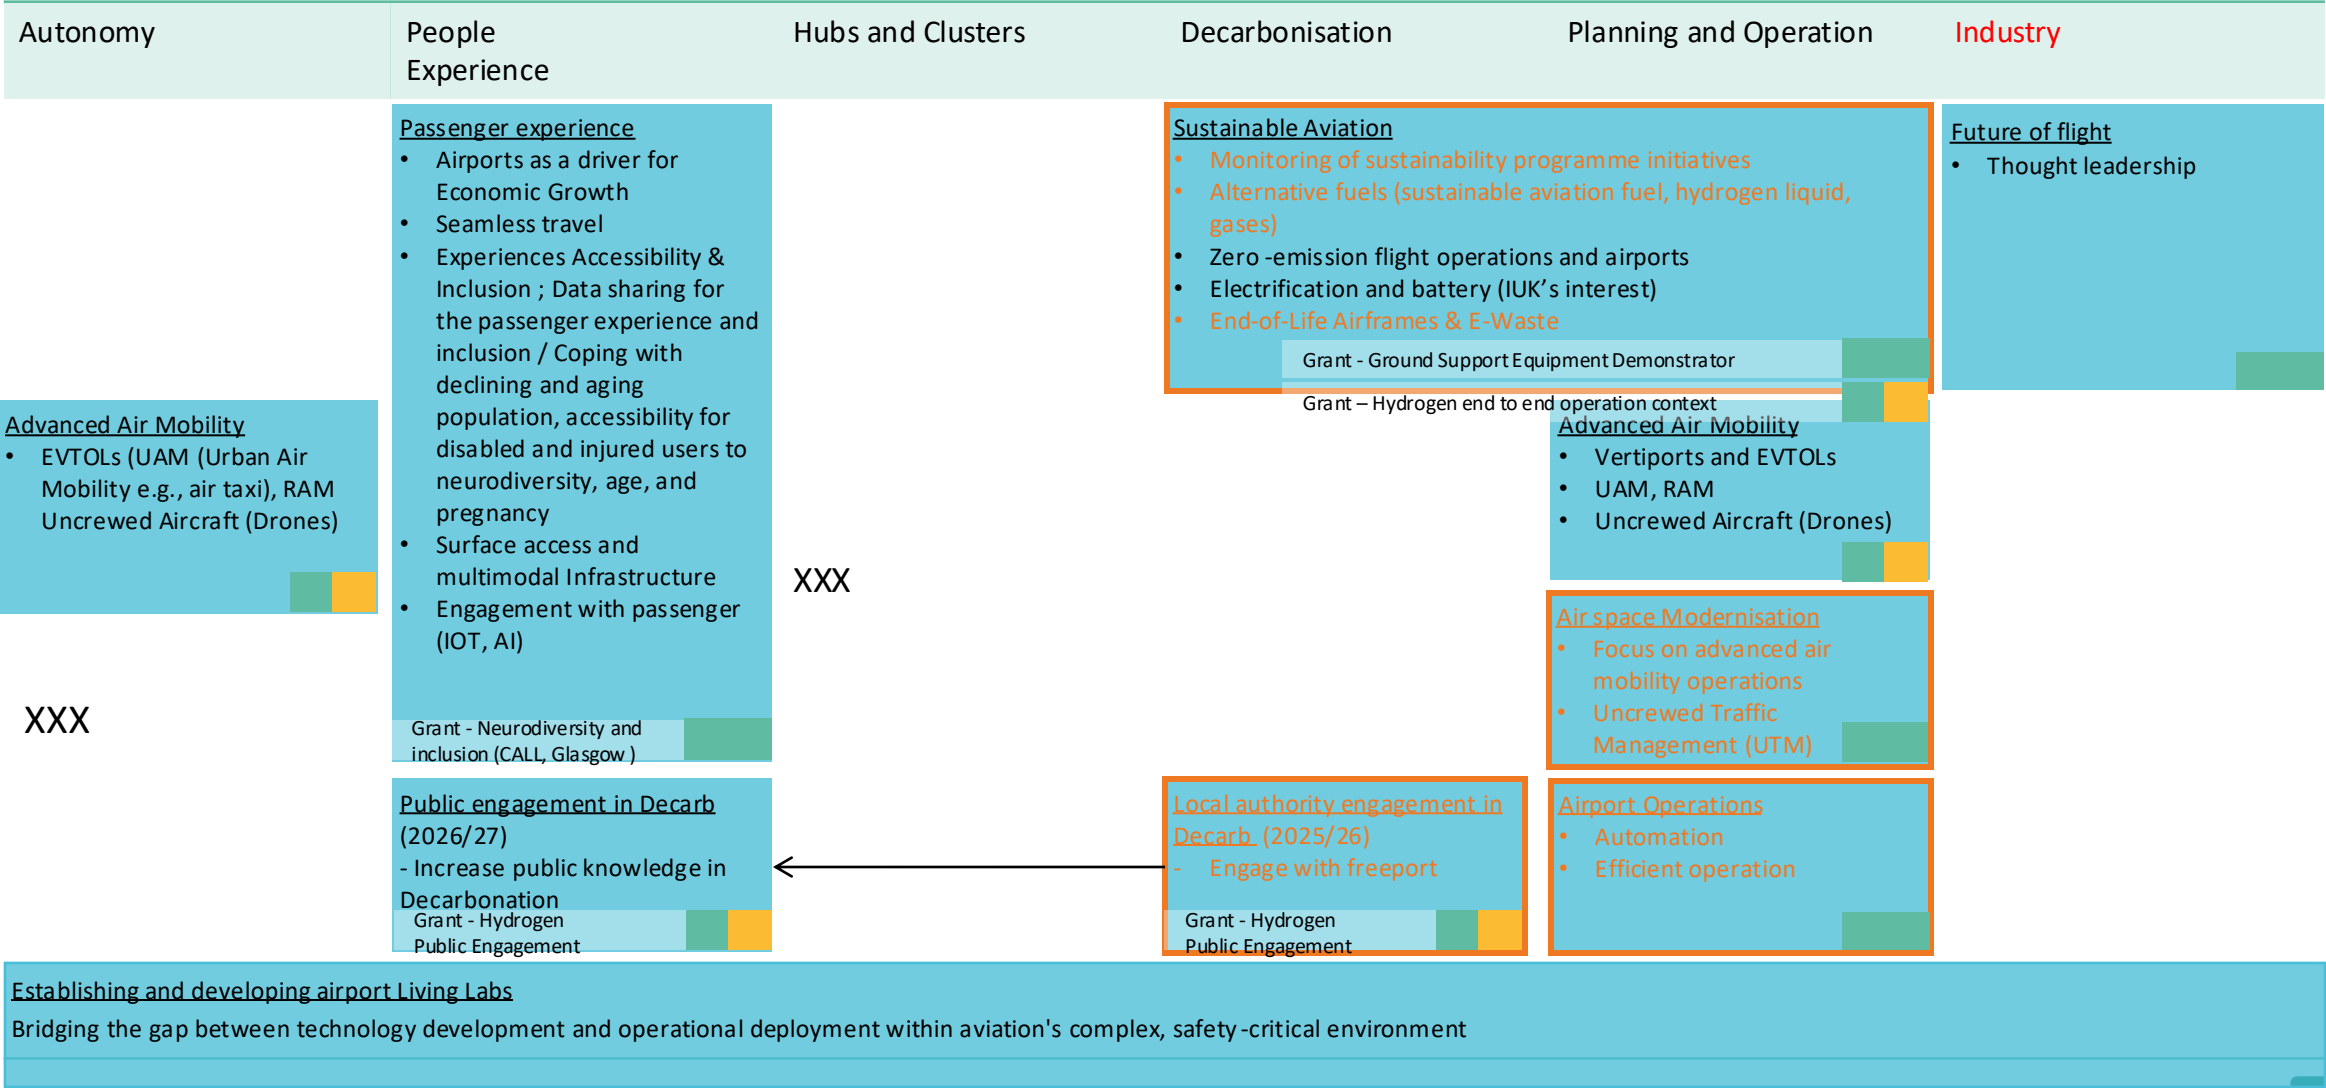 Autonomy
People
Experience
Hubs and Clusters
Decarbonisation
Planning and Operation
Industry
Advanced Air Mobility
• EVTOLs (UAM (Urban Air
Mobility e.g., air taxi), RAM
Uncrewed Aircraft (Drones)
XXX
Passenger experience
• Airports as a driver for
Economic Growth
• Seamless travel
• Experiences Accessibility &
Inclusion ; Data sharing for
the passenger experience and
inclusion / Coping with
declining and aging
population, accessibility for
disabled and injured users to
neurodiversity, age, and
pregnancy
• Surface access and
multimodal Infrastructure
• Engagement with passenger
(IOT, AI)
Grant - Neurodiversity and
inclusion (CALL, Glasgow )
Public engagement in Decarb
(2026/27)
- Increase public knowledge in
Decarbonation
Grant - Hydrogen
Public Engagement
XXX
Sustainable Aviation
• Monitoring of sustainability programme initiatives
• Alternative fuels (sustainable aviation fuel, hydrogen liquid,
gases)
• Zero -emission flight operations and airports
• Electrification and battery (IUK’s interest)
• End-of-Life Airframes & E-Waste
Grant - Ground Support Equipment Demonstrator
Grant – Hydrogen end to end operation context
Local authority engagement in
Decarb (2025/26)
- Engage with freeport
Grant - Hydrogen
Public Engagement
Advanced Air Mobility
• Vertiports and EVTOLs
• UAM, RAM
• Uncrewed Aircraft (Drones)
Air space Modernisation
• Focus on advanced air
mobility operations
• Uncrewed Traffic
Management (UTM)
Airport Operations
• Automation
• Efficient operation
Future of flight
• Thought leadership
Establishing and developing airport Living Labs
Bridging the gap between technology development and operational deployment within aviation's complex, safety -critical environment